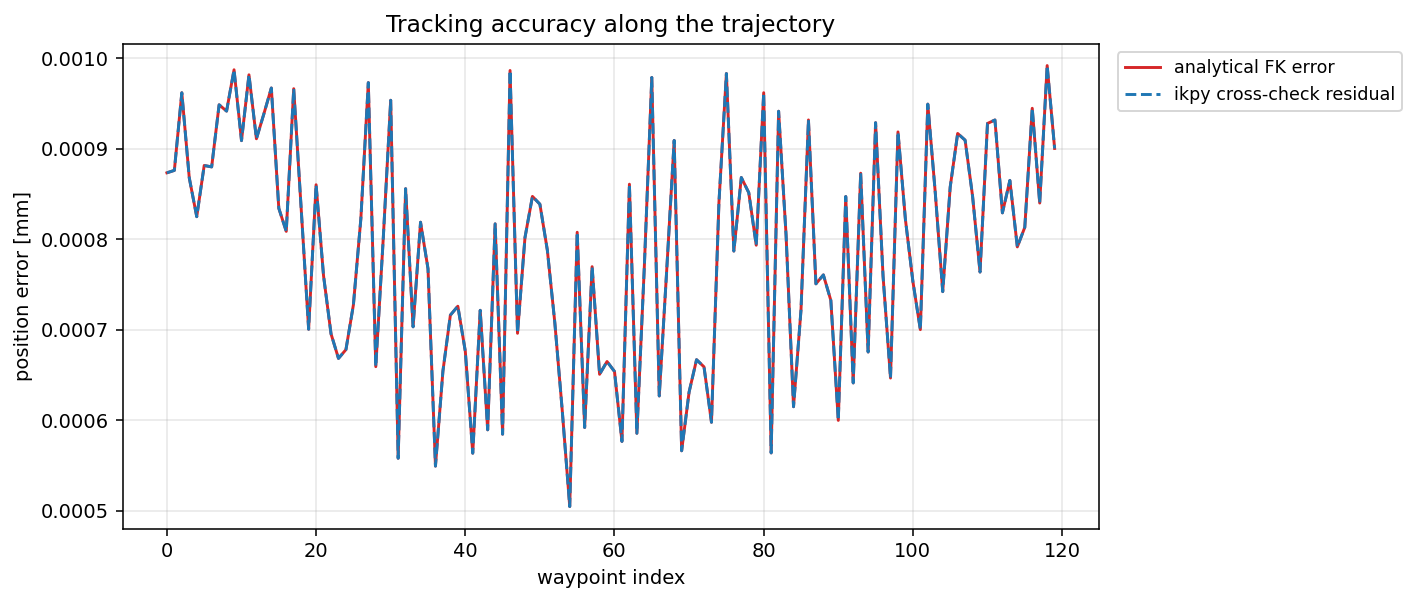 Tracking accuracy along the trajectory
0.0010
0.0009
0.0008
0.0007
0.0006
0.0005
position error [mm]
0 20 40 60 80 100 120
waypoint index
analytical FK error
ikpy cross-check residual